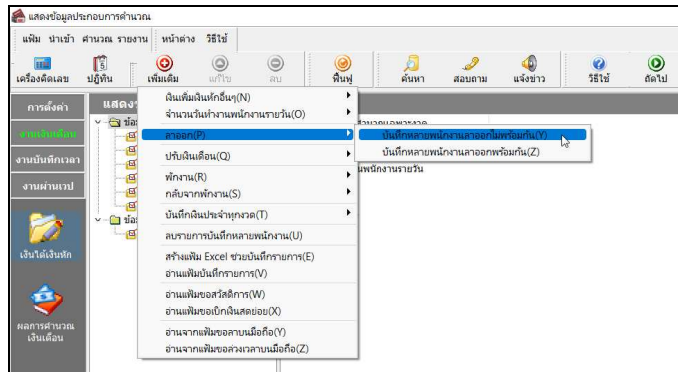 แสดงข้อมูลประกอบการคำนวณ
แฟ้ม นำเข้า คำนวณ รายงาน หน้าต่าง วิธีใช้
เครื่องคิดเลข ปฏิทิน เพิ่มเติม แก้ไข ลบ ฟื้นฟู ค้นหา สอบถาม แจ้งข่าว วิธีใช้ ถัดไป
การตั้งค่า
งานเงินเดือน
งานบันทึกเวลา
งานผ่านเวป
เงินได้เงินหัก
ผลการคำนวณ
เงินเดือน
เงินเพิ่มเงินหักอื่นๆ(N)
จำนวนวันทำงานพนักงานรายวัน(O)
ลาออก(P)
ปรับเงินเดือน(Q)
พักงาน(R)
กลับจากพักงาน(S)
บันทึกเงินประจำทุกงวด(T)
ลบรายการบันทึกหลายพนักงาน(U)
สร้างแฟ้ม Excel ช่วยบันทึกรายการ(E)
อ่านแฟ้มบันทึกรายการ(V)
อ่านแฟ้มขอสวัสดิการ(W)
อ่านแฟ้มขอเบิกเงินสดย่อย(X)
อ่านจากแฟ้มขอลาบนมือถือ(Y)
อ่านจากแฟ้มขอล่วงเวลาบนมือถือ(Z)
บันทึกหลายพนักงานลาออกไม่พร้อมกัน(Y)
บันทึกหลายพนักงานลาออกพร้อมกัน(Z)
นพนักงานรายวัน